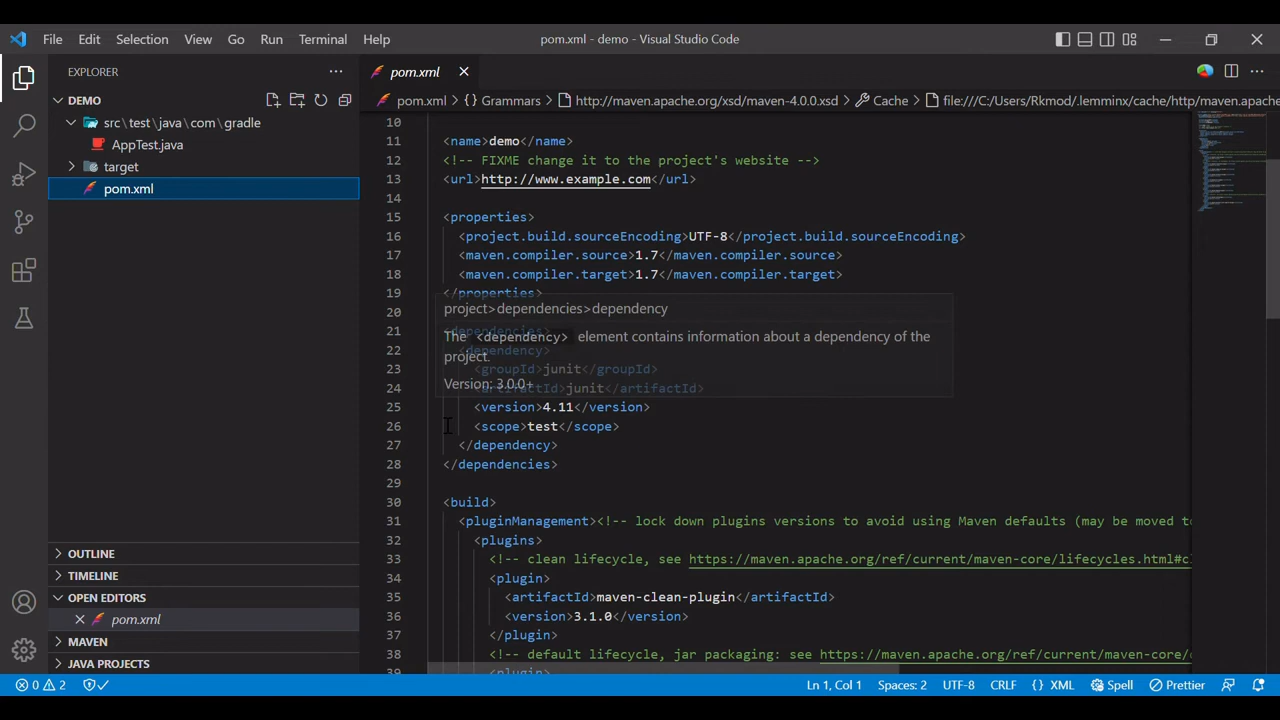 File Edit Selection View Go Run Terminal Help pom.xml - demo - Visual Studio Code
EXPLORER
pom.xml
DEMO
pom.xml > {} Grammars > http://maven.apache.org/xsd/maven-4.0.0.xsd > Cache > file:///C:/Users/Rkmod/.lemminx/cache/http/maven.apache
src\test\java\com\gradle
AppTest.java
target
pom.xml
10
11 <name>demo</name>
12 <!-- FIXME change it to the project's website -->
13 <url>http://www.example.com</url>
14
15 <properties>
16 <project.build.sourceEncoding>UTF-8</project.build.sourceEncoding>
17 <maven.compiler.source>1.7</maven.compiler.source>
18 <maven.compiler.target>1.7</maven.compiler.target>
19 </properties>
20
project>dependencies>dependency
21 <dependencies>
The <dependency> element contains information about a dependency of the
22 <dependency>
project.
23 <groupId>junit</groupId>
Version: 3.0.0+
24 <artifactId>junit</artifactId>
25 <version>4.11</version>
26 <scope>test</scope>
27 </dependency>
28 </dependencies>
29
30 <build>
31 <pluginManagement><!-- lock down plugins versions to avoid using Maven defaults (may be moved t
32 <plugins>
33 <!-- clean lifecycle, see https://maven.apache.org/ref/current/maven-core/lifecycles.html#c
34 <plugin>
35 <artifactId>maven-clean-plugin</artifactId>
36 <version>3.1.0</version>
37 </plugin>
38 <!-- default lifecycle, jar packaging: see https://maven.apache.org/ref/current/maven-core/
39 <plugin>
OUTLINE
TIMELINE
OPEN EDITORS
pom.xml
MAVEN
JAVA PROJECTS
0 2 Ln 1, Col 1 Spaces: 2 UTF-8 CRLF {} XML Spell Prettier